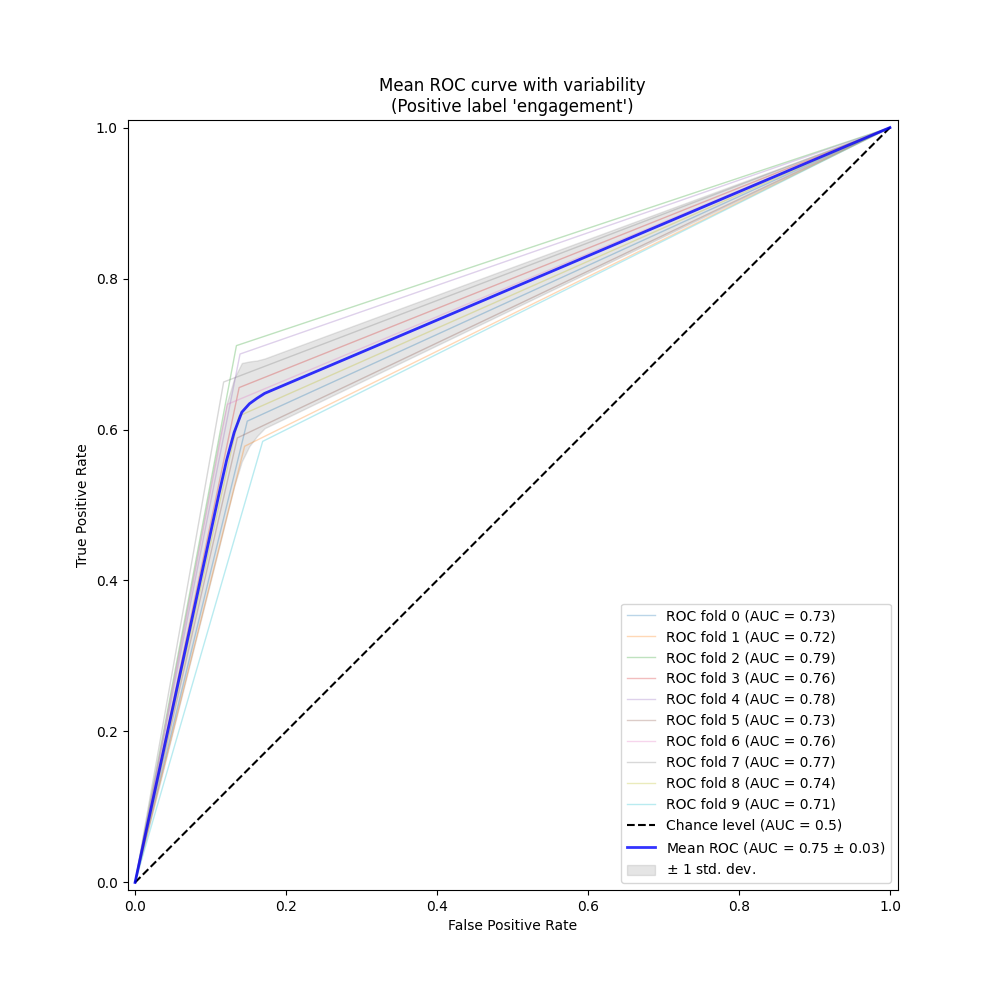 Mean ROC curve with variability
(Positive label 'engagement')
True Positive Rate
1.0
0.8
0.6
0.4
0.2
0.0
ROC fold 0 (AUC = 0.73)
ROC fold 1 (AUC = 0.72)
ROC fold 2 (AUC = 0.79)
ROC fold 3 (AUC = 0.76)
ROC fold 4 (AUC = 0.78)
ROC fold 5 (AUC = 0.73)
ROC fold 6 (AUC = 0.76)
ROC fold 7 (AUC = 0.77)
ROC fold 8 (AUC = 0.74)
ROC fold 9 (AUC = 0.71)
Chance level (AUC = 0.5)
Mean ROC (AUC = 0.75 ± 0.03)
± 1 std. dev.
0.0 0.2 0.4 0.6 0.8 1.0
False Positive Rate